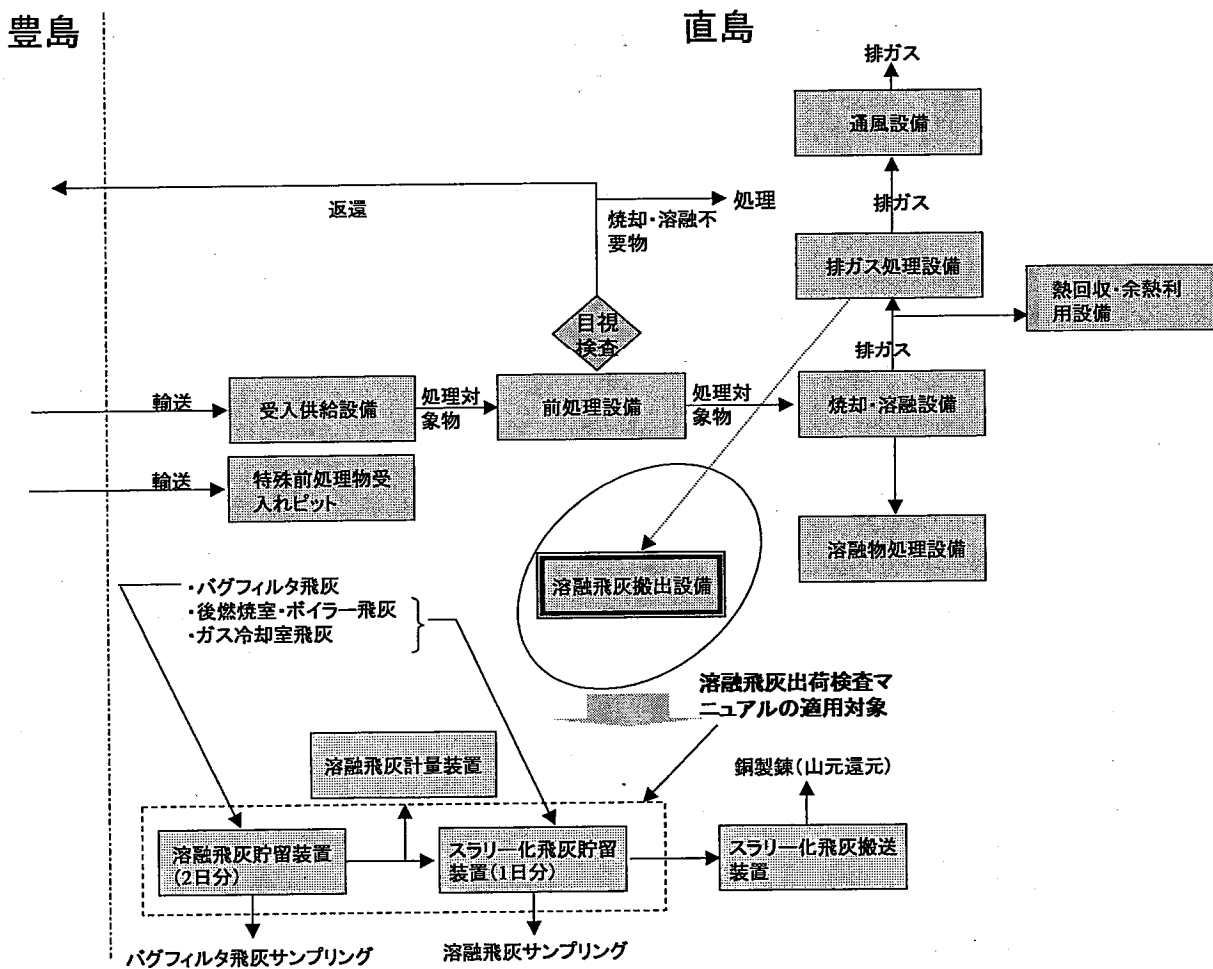 豊島
直島
排ガス
通風設備
排ガス
返還
処理
焼却・溶融不
要物
排ガス処理設備
熱回収・余熱利
用設備
目視
検査
排ガス
輸送
受入供給設備
処理対
象物
前処理設備
処理対
象物
焼却・溶融設備
輸送
特殊前処理物受
入れピット
溶融物処理設備
溶融飛灰搬出設備
・バグフィルタ飛灰
・後燃焼室・ボイラー飛灰
・ガス冷却室飛灰
溶融飛灰出荷検査マ
ニュアルの適用対象
溶融飛灰計量装置
銅製錬(山元還元)
溶融飛灰貯留装置
(2日分)
スラリー化飛灰貯留
装置(1日分)
スラリー化飛灰搬送
装置
バグフィルタ飛灰サンプリング
溶融飛灰サンプリング